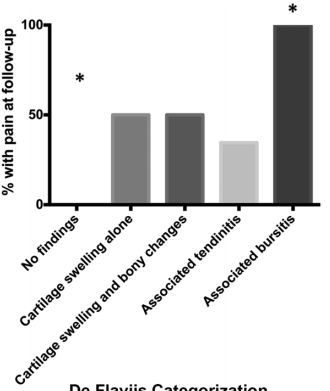 % with pain at follow-up
100
50
0
*
*
No findings
Cartilage swelling alone
Cartilage swelling and bony changes
Associated tendinitis
Associated bursitis
De Flaviis Categorization